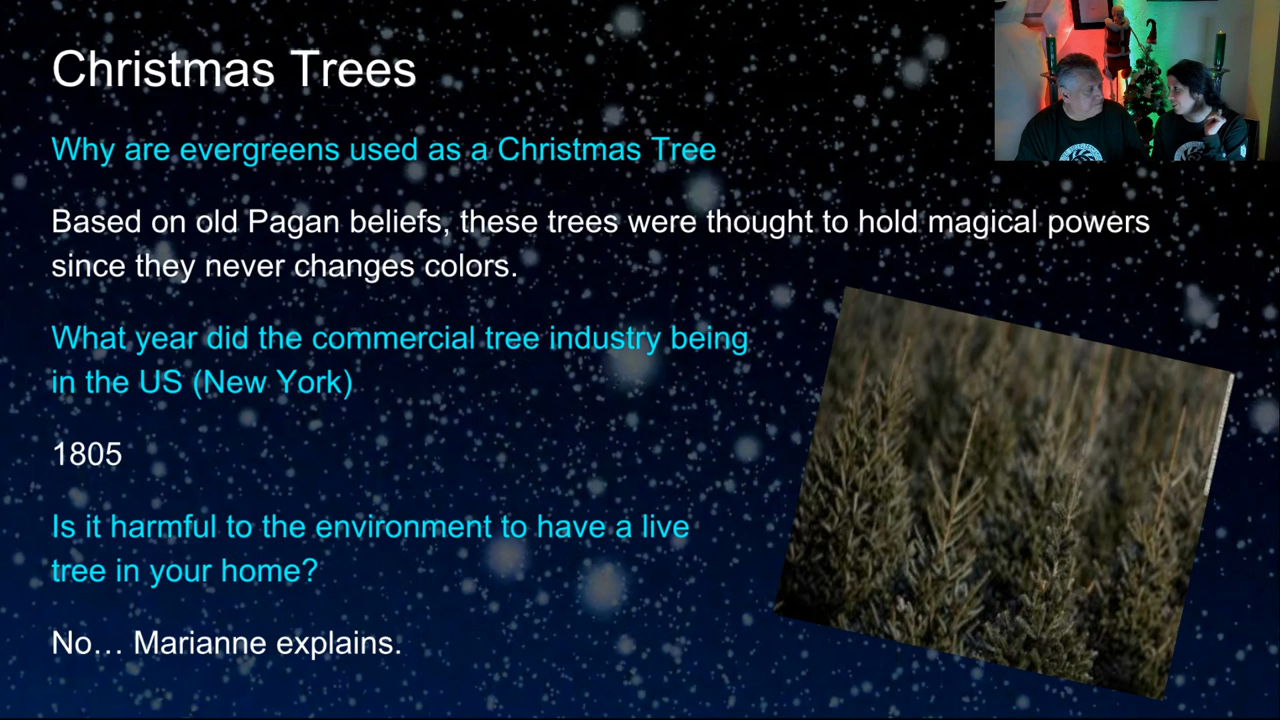 Christmas Trees
Why are evergreens used as a Christmas Tree
Based on old Pagan beliefs, these trees were thought to hold magical powers
since they never changes colors.
What year did the commercial tree industry being
in the US (New York)
1805
Is it harmful to the environment to have a live
tree in your home?
No… Marianne explains.